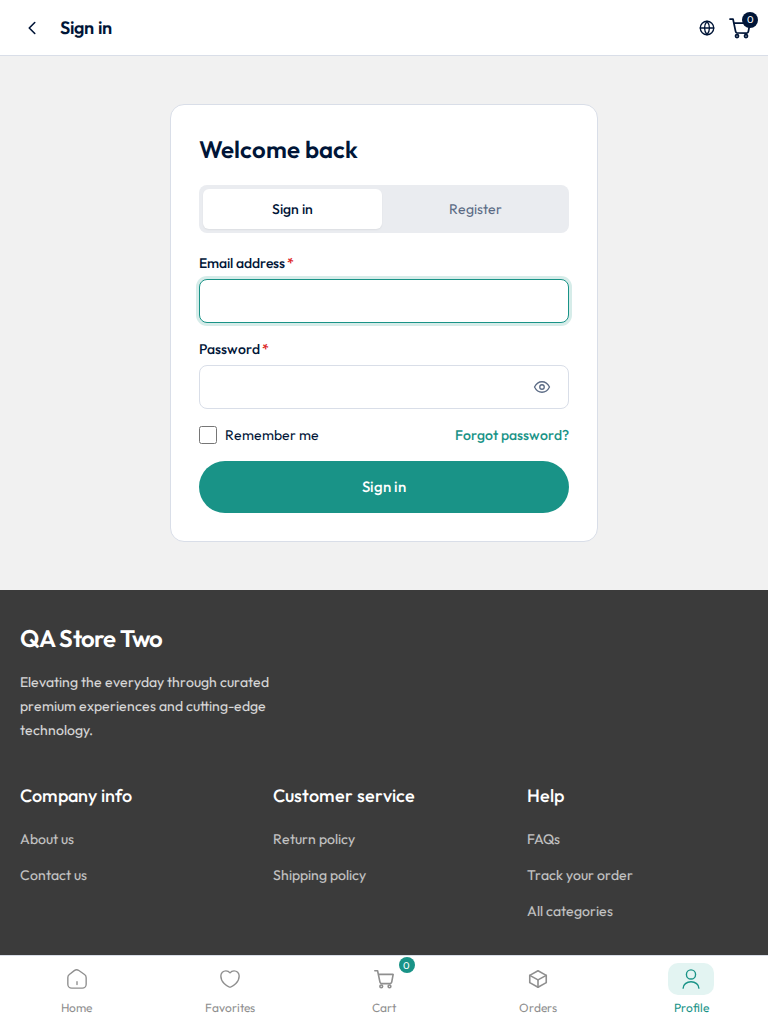 Sign in
0
Welcome back
Sign in
Register
Email address *
Password *
Remember me
Forgot password?
Sign in
QA Store Two
Elevating the everyday through curated
premium experiences and cutting-edge
technology.
Company info
Customer service
Help
About us
Return policy
FAQs
Contact us
Shipping policy
Track your order
All categories
0
Home
Favorites
Cart
Orders
Profile